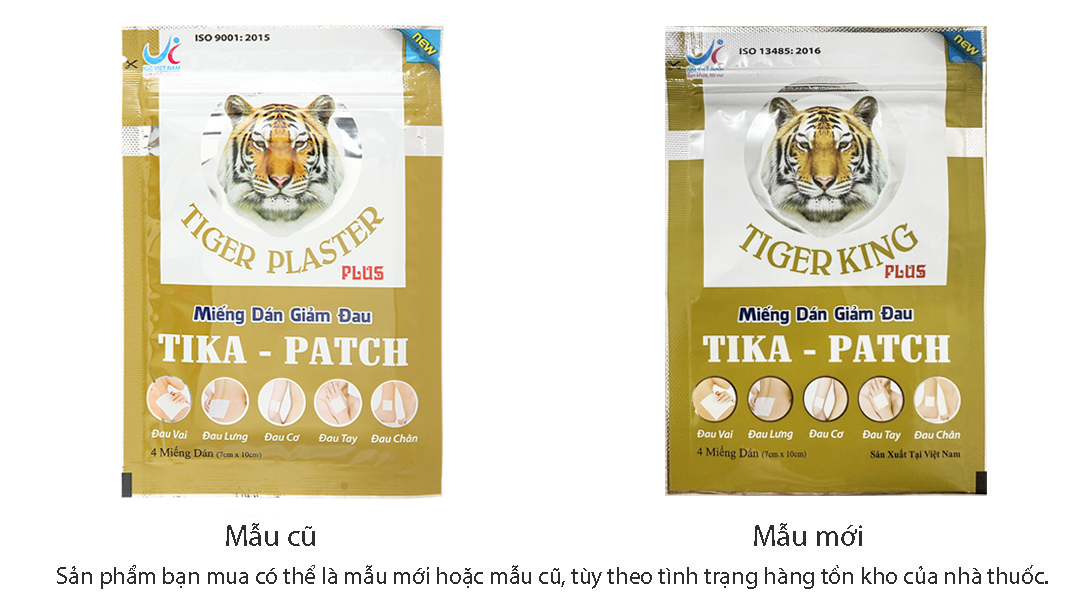 ISO 9001: 2015
NEW
TIGER PLASTER
PLUS
Miếng Dán Giảm Đau
TIKA - PATCH
Đau Vai Đau Lưng Đau Cơ Đau Tay Đau Chân
4 Miếng Dán (7cm x 10cm)
Mẫu cũ
ISO 13485: 2016
NEW
TIGER KING
PLUS
Miếng Dán Giảm Đau
TIKA - PATCH
Đau Vai Đau Lưng Đau Cơ Đau Tay Đau Chân
4 Miếng Dán (7cm x 10cm) Sản Xuất Tại Việt Nam
Mẫu mới
Sản phẩm bạn mua có thể là mẫu mới hoặc mẫu cũ, tùy theo tình trạng hàng tồn kho của nhà thuốc.